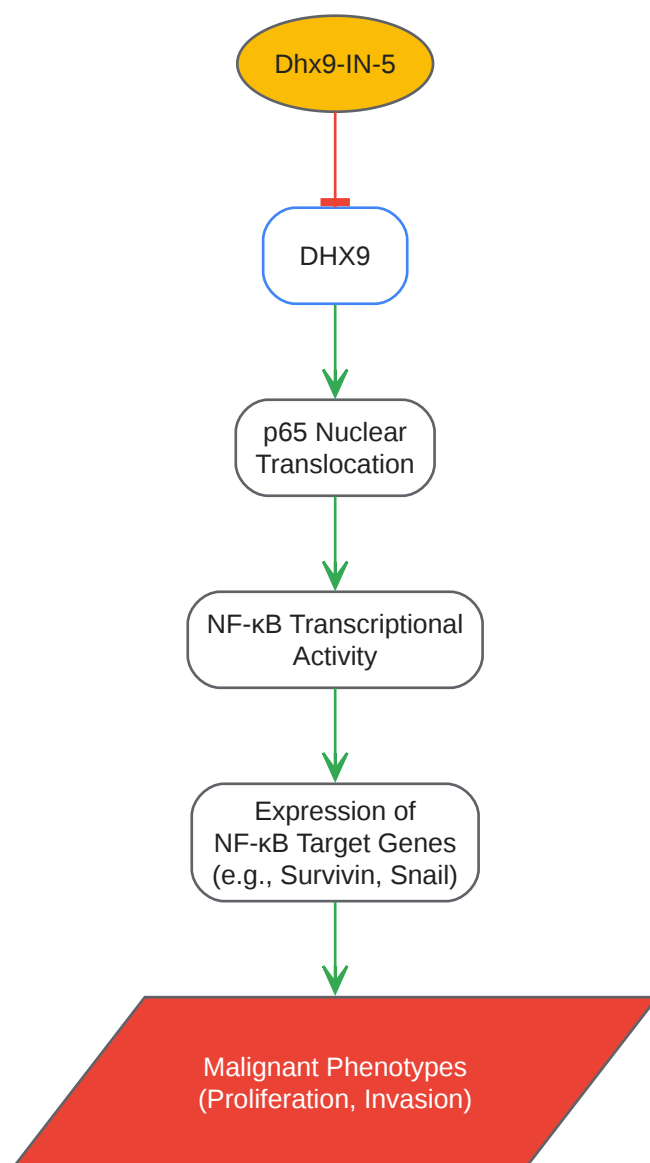 Dhx9-IN-5
DHX9
p65 Nuclear
Translocation
NF-κB Transcriptional
Activity
Expression of
NF-κB Target Genes
(e.g., Survivin, Snail)
Malignant Phenotypes
(Proliferation, Invasion)